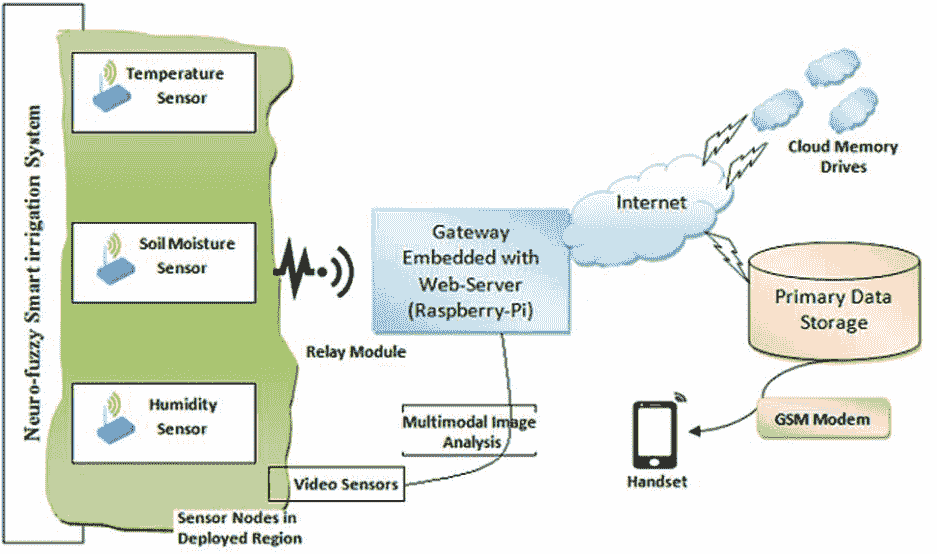 Neuro-fuzzy Smart irrigation System
Temperature
Sensor
Soil Moisture
Sensor
Humidity
Sensor
Video Sensors
Sensor Nodes in
Deployed Region
Relay Module
Gateway
Embedded with
Web-Server
(Raspberry-Pi)
Multimodal Image
Analysis
Internet
Cloud Memory
Drives
Primary Data
Storage
GSM Modem
Handset